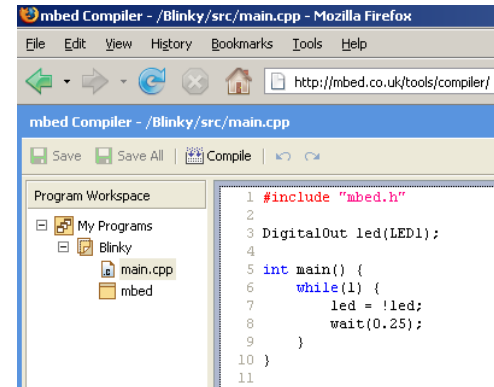 mbed Compiler - /Blinky/src/main.cpp - Mozilla Firefox
File Edit View History Bookmarks Tools Help
http://mbed.co.uk/tools/compiler/
mbed Compiler - /Blinky/src/main.cpp
Save Save All Compile
Program Workspace
My Programs
Blinky
main.cpp
mbed
1 #include "mbed.h"
2
3 DigitalOut led(LED1);
4
5 int main() {
6 while(1) {
7 led = !led;
8 wait(0.25);
9 }
10 }
11